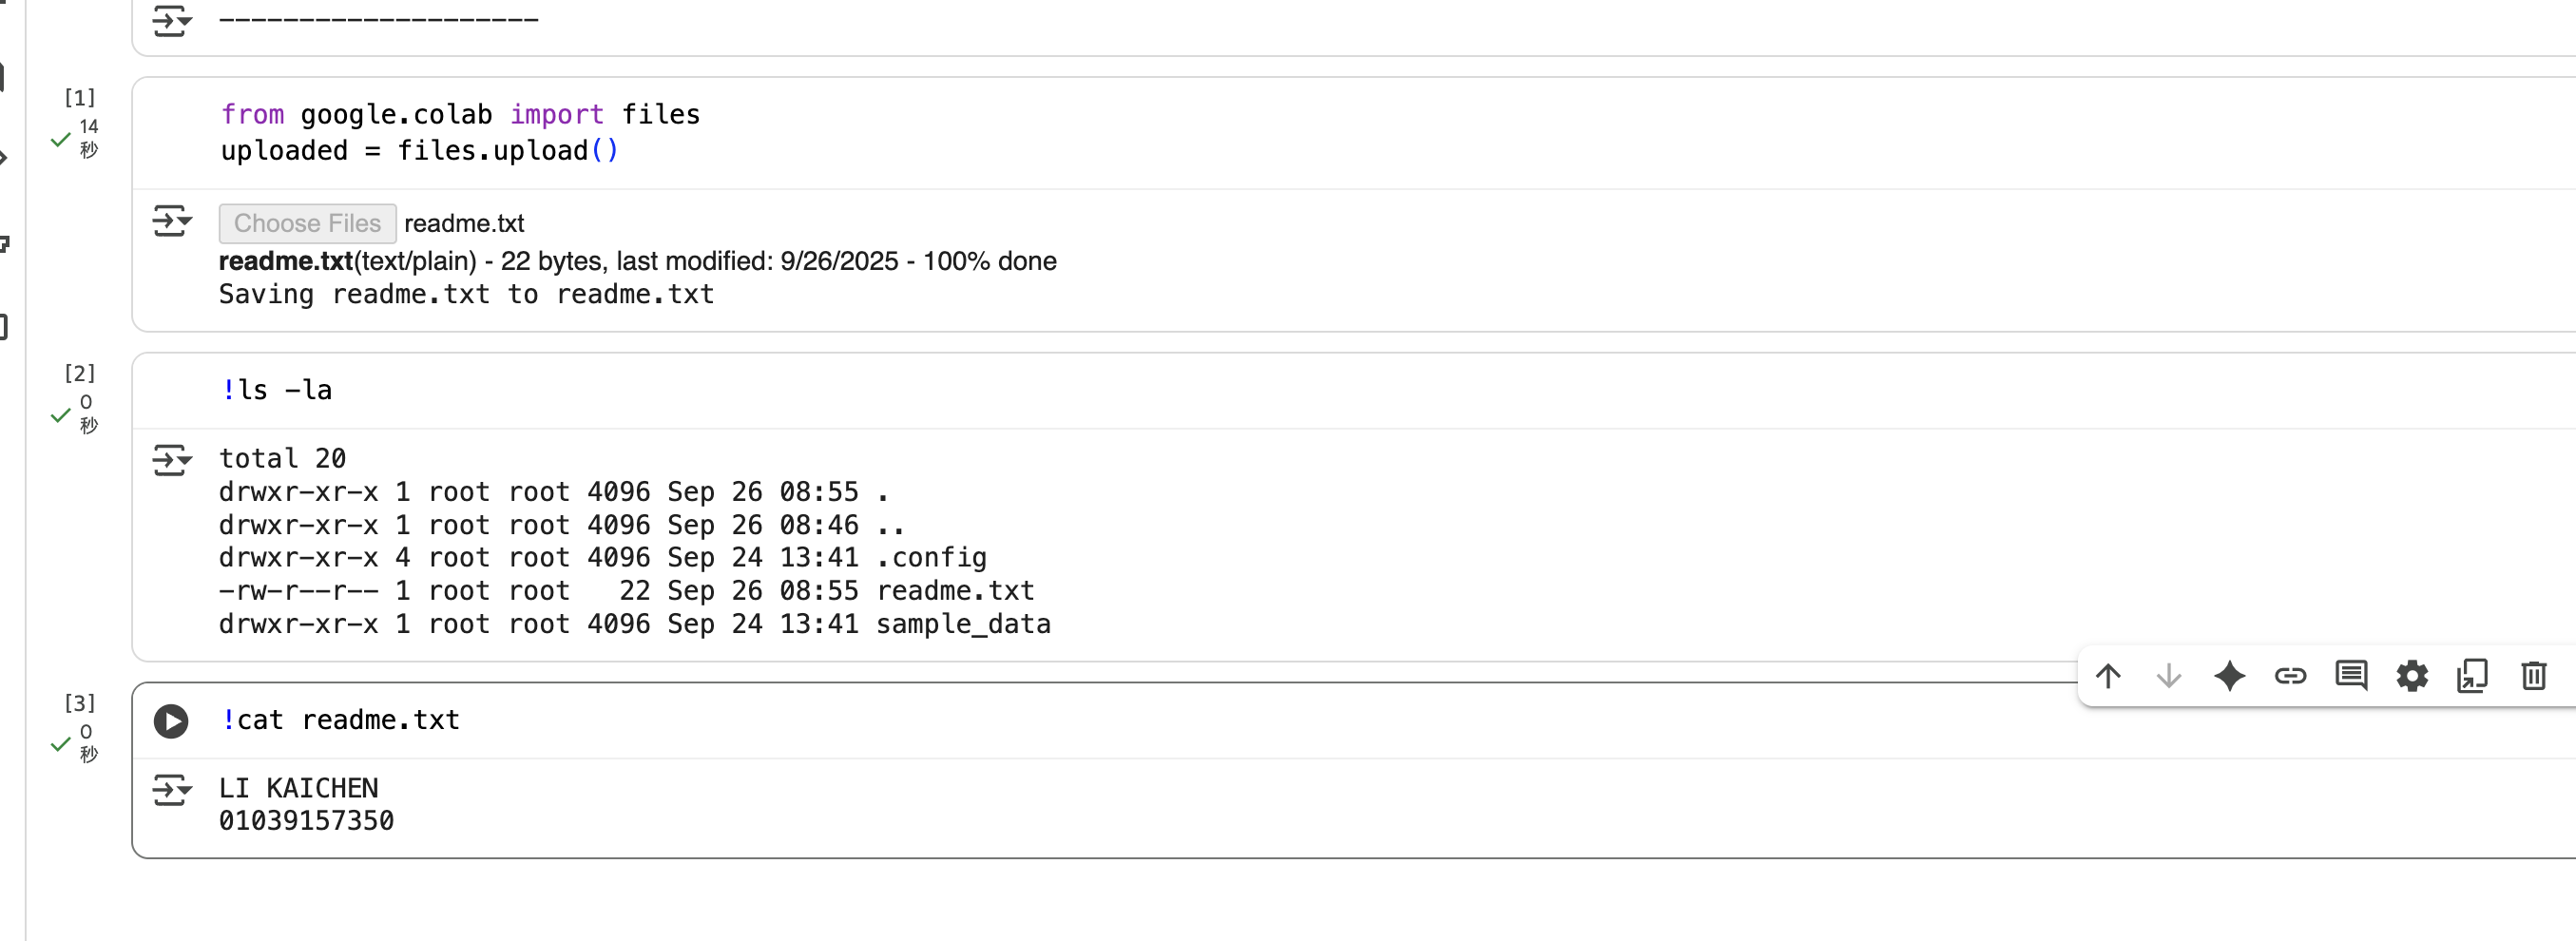 --------------------
[1]
14
秒
from google.colab import files
uploaded = files.upload()
Choose Files readme.txt
readme.txt(text/plain) - 22 bytes, last modified: 9/26/2025 - 100% done
Saving readme.txt to readme.txt
[2]
0
秒
!ls -la
total 20
drwxr-xr-x 1 root root 4096 Sep 26 08:55 .
drwxr-xr-x 1 root root 4096 Sep 26 08:46 ..
drwxr-xr-x 4 root root 4096 Sep 24 13:41 .config
-rw-r--r-- 1 root root   22 Sep 26 08:55 readme.txt
drwxr-xr-x 1 root root 4096 Sep 24 13:41 sample_data
[3]
0
秒
!cat readme.txt
LI KAICHEN
01039157350